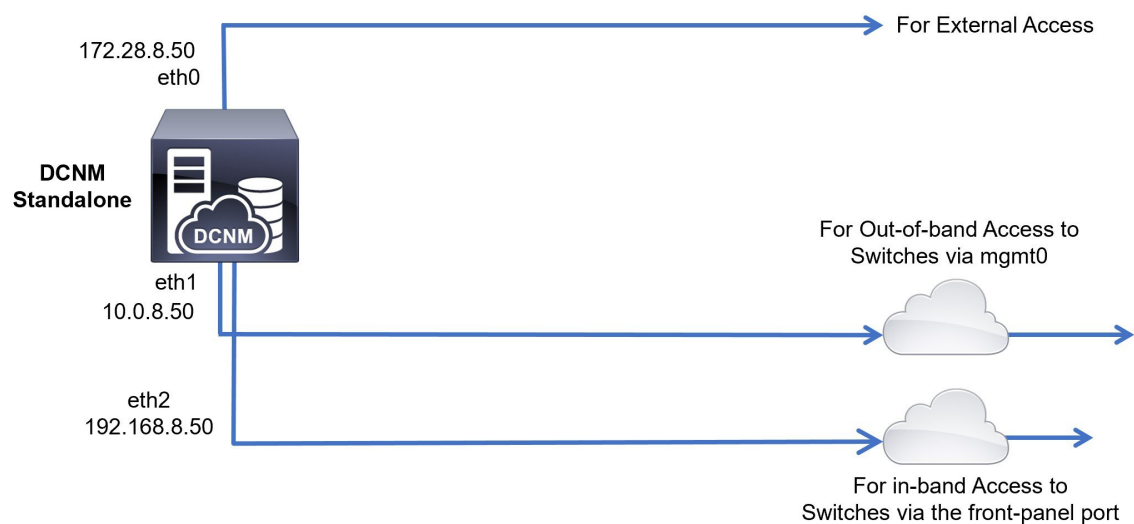 For External Access
172.28.8.50
eth0
DCNM
Standalone
DCNM
eth1
10.0.8.50
For Out-of-band Access to
Switches via mgmt0
eth2
192.168.8.50
For in-band Access to
Switches via the front-panel port